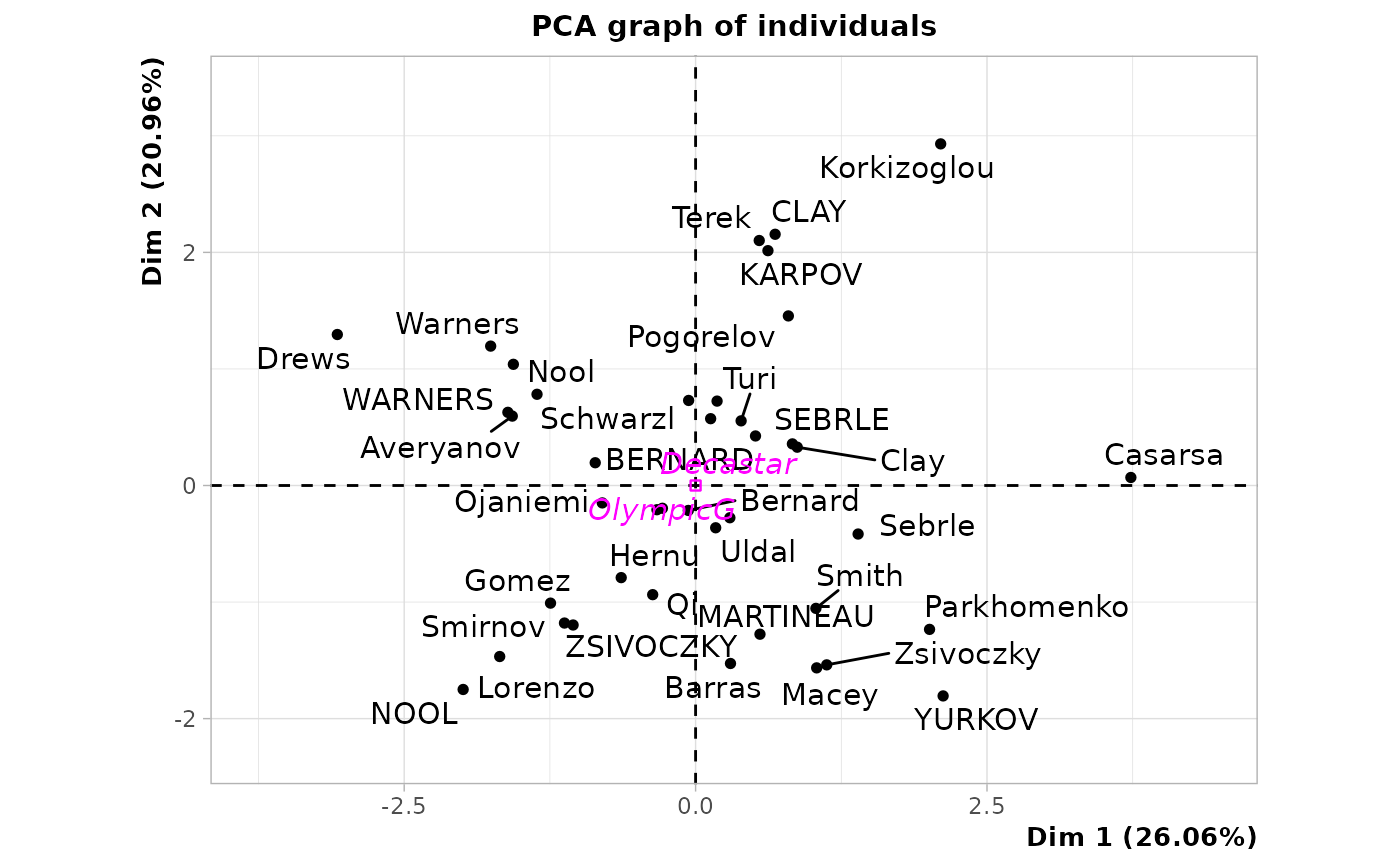 PCA graph of individuals
Dim 2 (20.96%)
Korkizoglou
Terek
CLAY
2
KARPOV
Warners
Pogorelov
Drews
Nool
Turi
WARNERS
Schwarzl
SEBRLE
Averyanov
BERNARD
Decastar
Clay
Casarsa
0
Ojaniemi
OlympicG
Bernard
Sebrle
Hernu
Uldal
Gomez
Smith
Qi
MARTINEAU
Parkhomenko
Smirnov
ZSIVOCZKY
Zsivoczky
Lorenzo
Barras
Macey
NOOL
YURKOV
-2
-2.5
0.0
2.5
Dim 1 (26.06%)